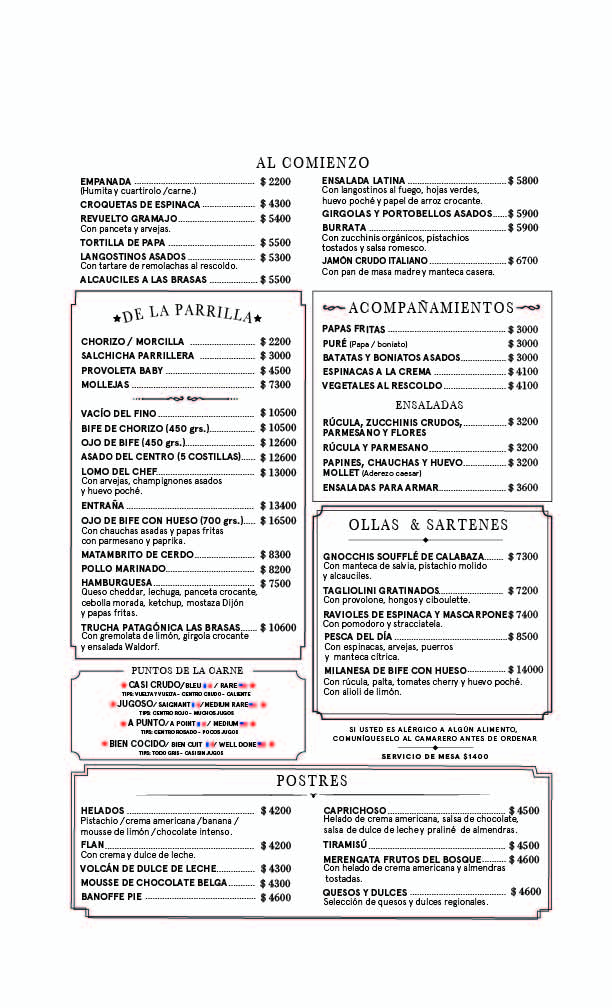 AL COMIENZO
EMPANADA $ 2200
(Humita y cuartirolo /carne.)
CROQUETAS DE ESPINACA $ 4300
REVUELTO GRAMAJO $ 5400
Con panceta y arvejas.
TORTILLA DE PAPA $ 5500
LANGOSTINOS ASADOS $ 5300
Con tartare de remolachas al rescoldo.
ALCAUCILES A LAS BRASAS $ 5500
ENSALADA LATINA $ 5800
Con langostinos al fuego, hojas verdes,
huevo poché y papel de arroz crocante.
GIRGOLAS Y PORTOBELLOS ASADOS $ 5900
BURRATA $ 5900
Con zucchinis orgánicos, pistachios
tostados y salsa romesco.
JAMÓN CRUDO ITALIANO $ 6700
Con pan de masa madre y manteca casera.
DE LA PARRILLA
CHORIZO / MORCILLA $ 2200
SALCHICHA PARRILLERA $ 3000
PROVOLETA BABY $ 4500
MOLLEJAS $ 7300
VACÍO DEL FINO $ 10500
BIFE DE CHORIZO (450 grs.) $ 10500
OJO DE BIFE (450 grs.) $ 12600
ASADO DEL CENTRO (5 COSTILLAS) $ 12600
LOMO DEL CHEF $ 13000
Con arvejas, champignones asados
y huevo poché.
ENTRAÑA $ 13400
OJO DE BIFE CON HUESO (700 grs.) $ 16500
Con chauchas asadas y papas fritas
con parmesano y paprika.
MATAMBRITO DE CERDO $ 8300
POLLO MARINADO $ 8200
HAMBURGUESA $ 7500
Queso cheddar, lechuga, panceta crocante,
cebolla morada, ketchup, mostaza Dijón
y papas fritas.
TRUCHA PATAGÓNICA LAS BRASAS $ 10600
Con gremolata de limón, girgola crocante
y ensalada Waldorf.
PUNTOS DE LA CARNE
CASI CRUDO/BLEU / RARE
TIPS: VUELTA Y VUELTA - CENTRO CRUDO - CALIENTE
JUGOSO/SAIGNANT /MEDIUM RARE
TIPS: CENTRO ROJO - MUCHOS JUGOS
A PUNTO/A POINT / MEDIUM
TIPS: CENTRO ROSADO - POCOS JUGOS
BIEN COCIDO/ BIEN CUIT / WELL DONE
TIPS: TODO GRIS - CASI SIN JUGOS
ACOMPAÑAMIENTOS
PAPAS FRITAS $ 3000
PURÉ (Papa / boniato) $ 3000
BATATAS Y BONIATOS ASADOS $ 3000
ESPINACAS A LA CREMA $ 4100
VEGETALES AL RESCOLDO $ 4100
ENSALADAS
RÚCULA, ZUCCHINIS CRUDOS, $ 3200
PARMESANO Y FLORES
RÚCULA Y PARMESANO $ 3200
PAPINES, CHAUCHAS Y HUEVO $ 3200
MOLLET (Aderezo caesar)
ENSALADAS PARA ARMAR $ 3600
OLLAS & SARTENES
GNOCCHIS SOUFFLÉ DE CALABAZA $ 7300
Con manteca de salvia, pistachio molido
y alcauciles.
TAGLIOLINI GRATINADOS $ 7200
Con provolone, hongos y ciboulette.
RAVIOLES DE ESPINACA Y MASCARPONE $ 7400
Con pomodoro y stracciatela.
PESCA DEL DÍA $ 8500
Con espinacas, arvejas, puerros
y manteca cítrica.
MILANESA DE BIFE CON HUESO $ 14000
Con rúcula, palta, tomates cherry y huevo poché.
Con alioli de limón.
SI USTED ES ALÉRGICO A ALGÚN ALIMENTO,
COMUNÍQUESELO AL CAMARERO ANTES DE ORDENAR
SERVICIO DE MESA $1400
POSTRES
HELADOS $ 4200
Pistachio /crema americana /banana /
mousse de limón /chocolate intenso.
FLAN $ 4200
Con crema y dulce de leche.
VOLCÁN DE DULCE DE LECHE $ 4300
MOUSSE DE CHOCOLATE BELGA $ 4300
BANOFFE PIE $ 4600
CAPRICHOSO $ 4500
Helado de crema americana, salsa de chocolate,
salsa de dulce de leche y praliné de almendras.
TIRAMISÚ $ 4500
MERENGATA FRUTOS DEL BOSQUE $ 4600
Con helado de crema americana y almendras
tostadas.
QUESOS Y DULCES $ 4600
Selección de quesos y dulces regionales.